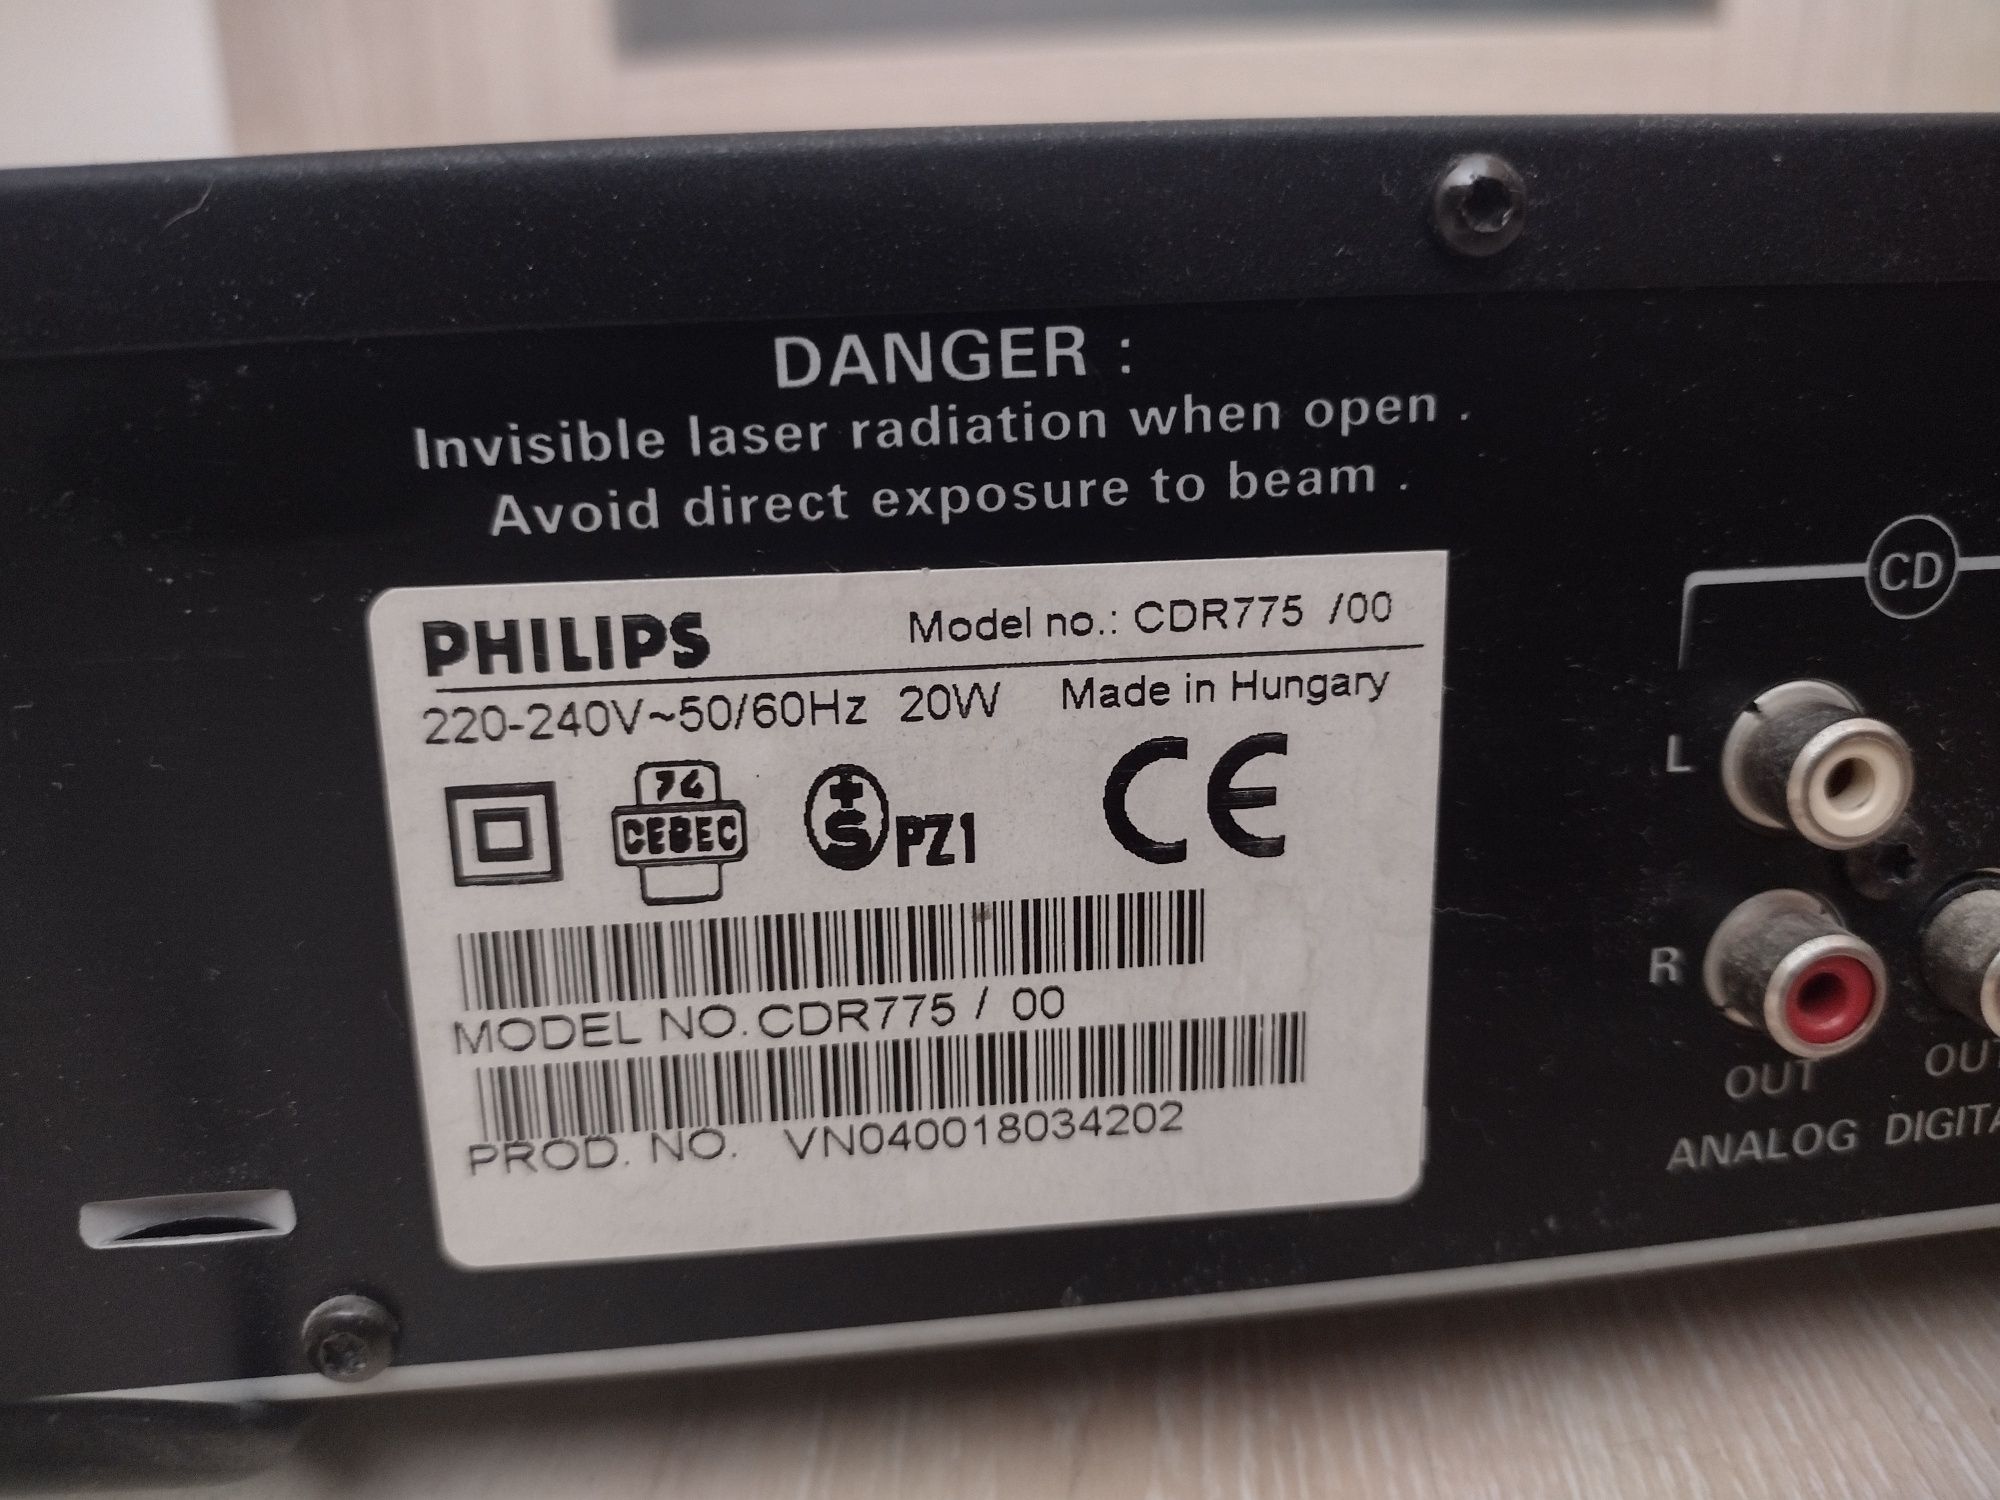 DANGER :
Invisible laser radiation when open .
Avoid direct exposure to beam .
PHILIPS Model no.: CDR775 /00
220-240V~50/60Hz 20W Made in Hungary
74
CEBEC
+
S PZ1
CE
MODEL NO. CDR775 / 00
PROD. NO. VN040018034202
CD
L
R
OUT OUT
ANALOG DIGITA